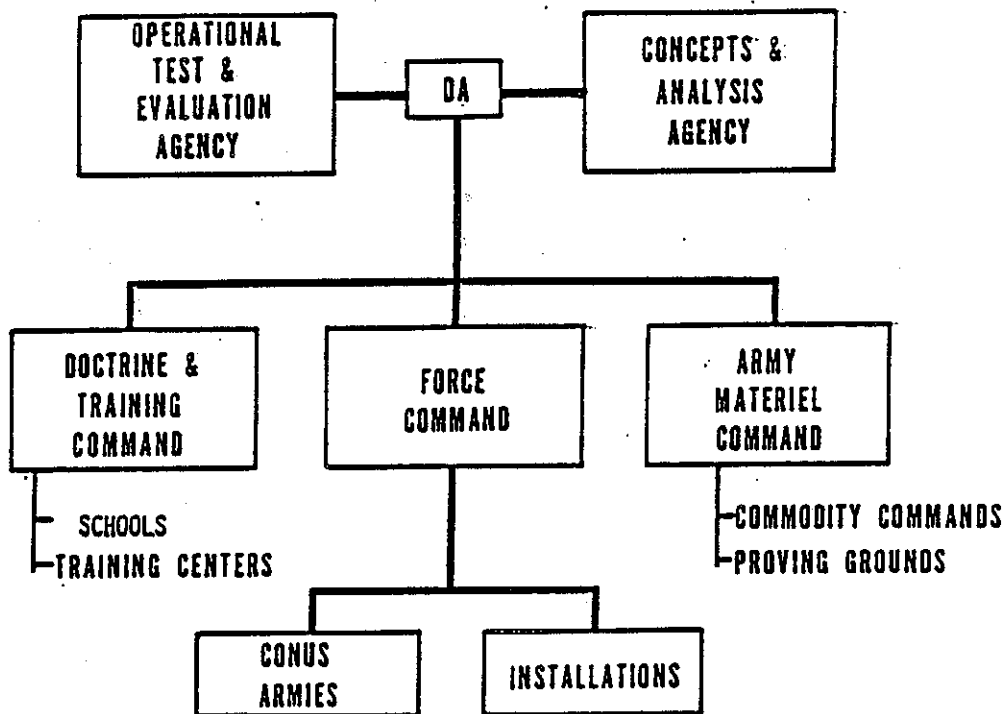 OPERATIONAL
TEST &
EVALUATION
AGENCY
DA
CONCEPTS &
ANALYSIS
AGENCY
DOCTRINE &
TRAINING
COMMAND
SCHOOLS
TRAINING CENTERS
FORCE
COMMAND
ARMY
MATERIEL
COMMAND
COMMODITY COMMANDS
PROVING GROUNDS
CONUS
ARMIES
INSTALLATIONS